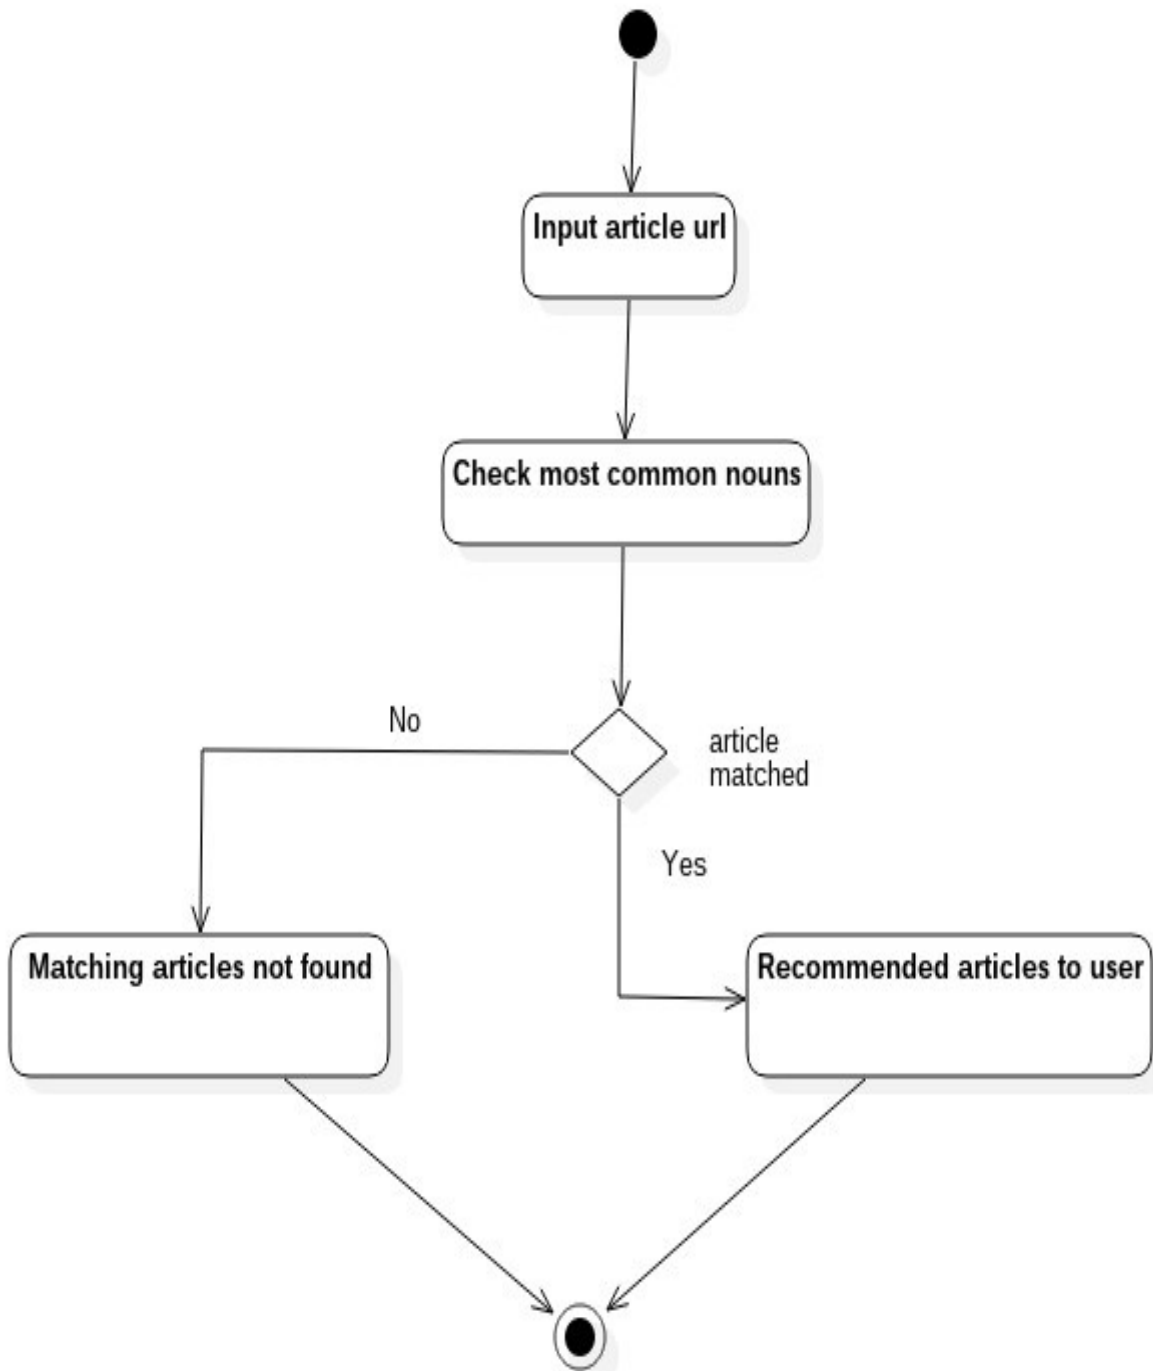 Input article url
Check most common nouns
No
article
matched
Yes
Matching articles not found
Recommended articles to user